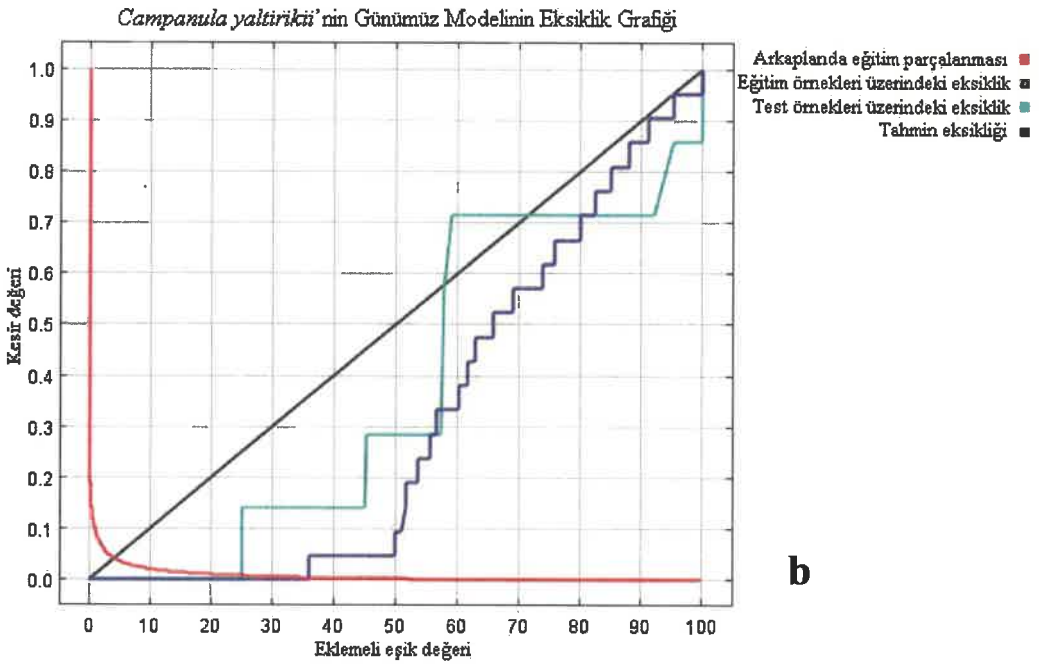 Campanula yaltirikii'nin Günümüz Modelinin Eksiklik Grafiği
Arkaplanda eğitim parçalanması
Eğitim örnekleri üzerindeki eksiklik
Test örnekleri üzerindeki eksiklik
Tahmin eksikliği
Kesir değeri
1.0
0.9
0.8
0.7
0.6
0.5
0.4
0.3
0.2
0.1
0.0
0 10 20 30 40 50 60 70 80 90 100
Eklemeli eşik değeri
b